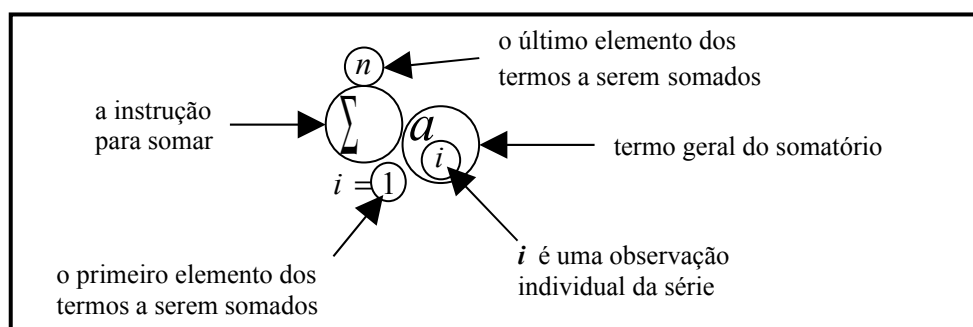 o último elemento dos
termos a serem somados
n
a instrução
para somar
∑
a
i
termo geral do somatório
i = 1
o primeiro elemento dos
termos a serem somados
i é uma observação
individual da série